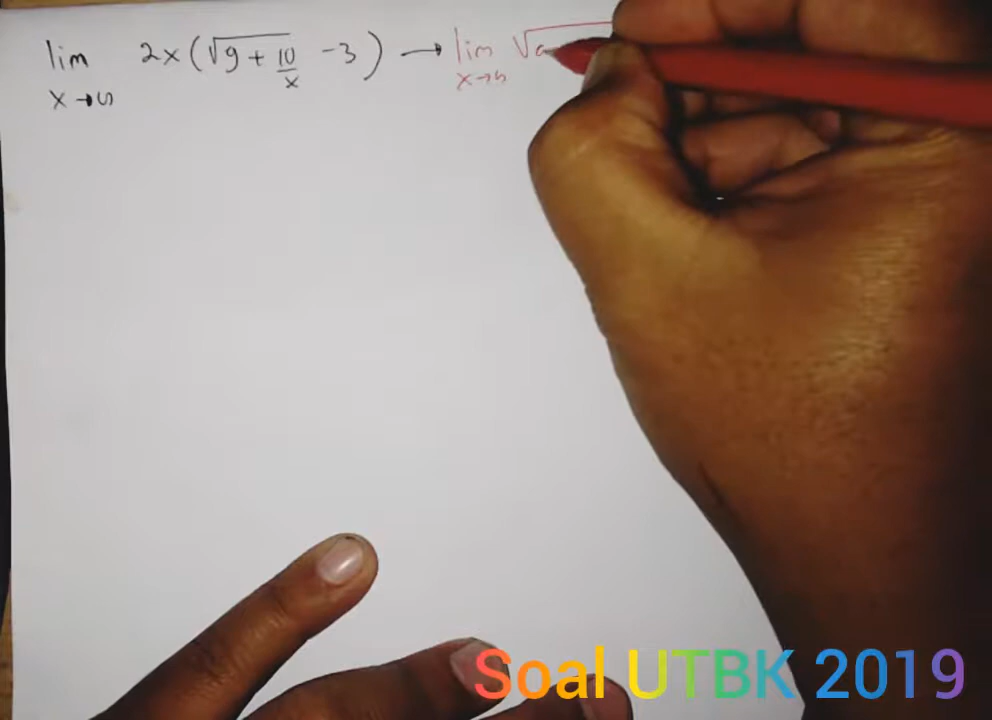 lim 2x(√9 + 10/x - 3) → lim √a
x → ∞ x → ∞
Soal UTBK 2019